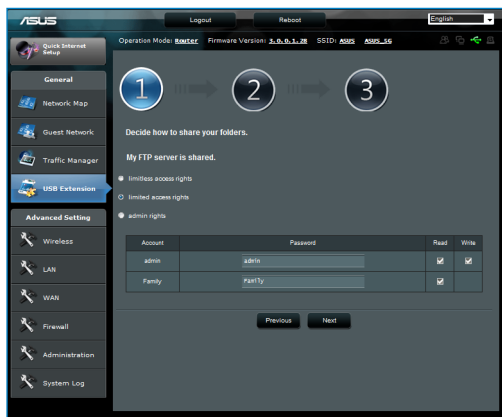 ASUS
Logout
Reboot
English
Quick Internet
Setup
Operation Mode: Router Firmware Version: 3.0.0.1.28 SSID: ASUS ASUS_5G
General
Network Map
Guest Network
Traffic Manager
USB Extension
Advanced Setting
Wireless
LAN
WAN
Firewall
Administration
System Log
1
2
3
Decide how to share your folders.
My FTP server is shared.
limitless access rights
limited access rights
admin rights
Account Password Read Write
admin admin
Family Family
Previous
Next